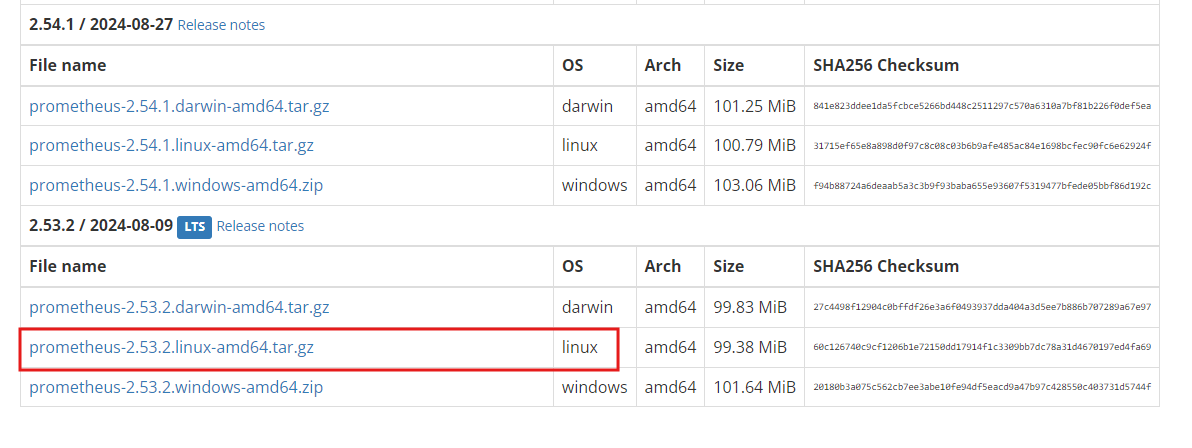 2.54.1 / 2024-08-27 Release notes
File name OS Arch Size SHA256 Checksum
prometheus-2.54.1.darwin-amd64.tar.gz darwin amd64 101.25 MiB 841e823ddee1da5fcbce5266bd448c2511297c570a6310a7bf81b226f0def5ea
prometheus-2.54.1.linux-amd64.tar.gz linux amd64 100.79 MiB 31715ef65e8a898d0f97c8c08c03b6b9afe485ac84e1698bcfec90fc6e62924f
prometheus-2.54.1.windows-amd64.zip windows amd64 103.06 MiB f94b88724a6deaab5a3c3b9f93baba655e93607f5319477bfede05bbf86d192c
2.53.2 / 2024-08-09 LTS Release notes
File name OS Arch Size SHA256 Checksum
prometheus-2.53.2.darwin-amd64.tar.gz darwin amd64 99.83 MiB 27c4498f12904c0bffdf26e3a6f0493937dda404a3d5ee7b886b707289a67e97
prometheus-2.53.2.linux-amd64.tar.gz linux amd64 99.38 MiB 60c126740c9cf1206b1e72150dd17914f1c3309bb7dc78a31d4670197ed4fa69
prometheus-2.53.2.windows-amd64.zip windows amd64 101.64 MiB 20180b3a075c562cb7ee3abe10fe94df5eacd9a47b97c428550c403731d5744f